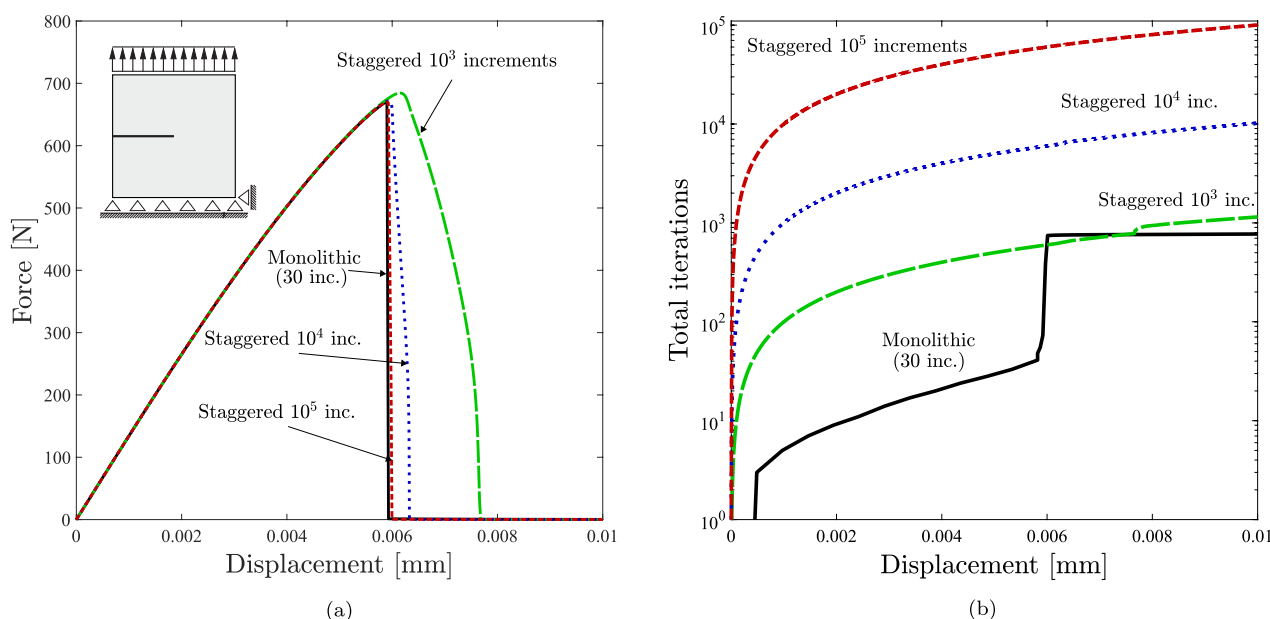 800
700
600
500
400
300
200
100
0
0
0.002
0.004
0.006
0.008
0.01
Force [N]
Displacement [mm]
Staggered 10³ increments
Monolithic
(30 inc.)
Staggered 10⁴ inc.
Staggered 10⁵ inc.
(a)
10⁵
10⁴
10³
10²
10¹
10⁰
0
0.002
0.004
0.006
0.008
0.01
Total iterations
Displacement [mm]
Staggered 10⁵ increments
Staggered 10⁴ inc.
Staggered 10³ inc.
Monolithic
(30 inc.)
(b)